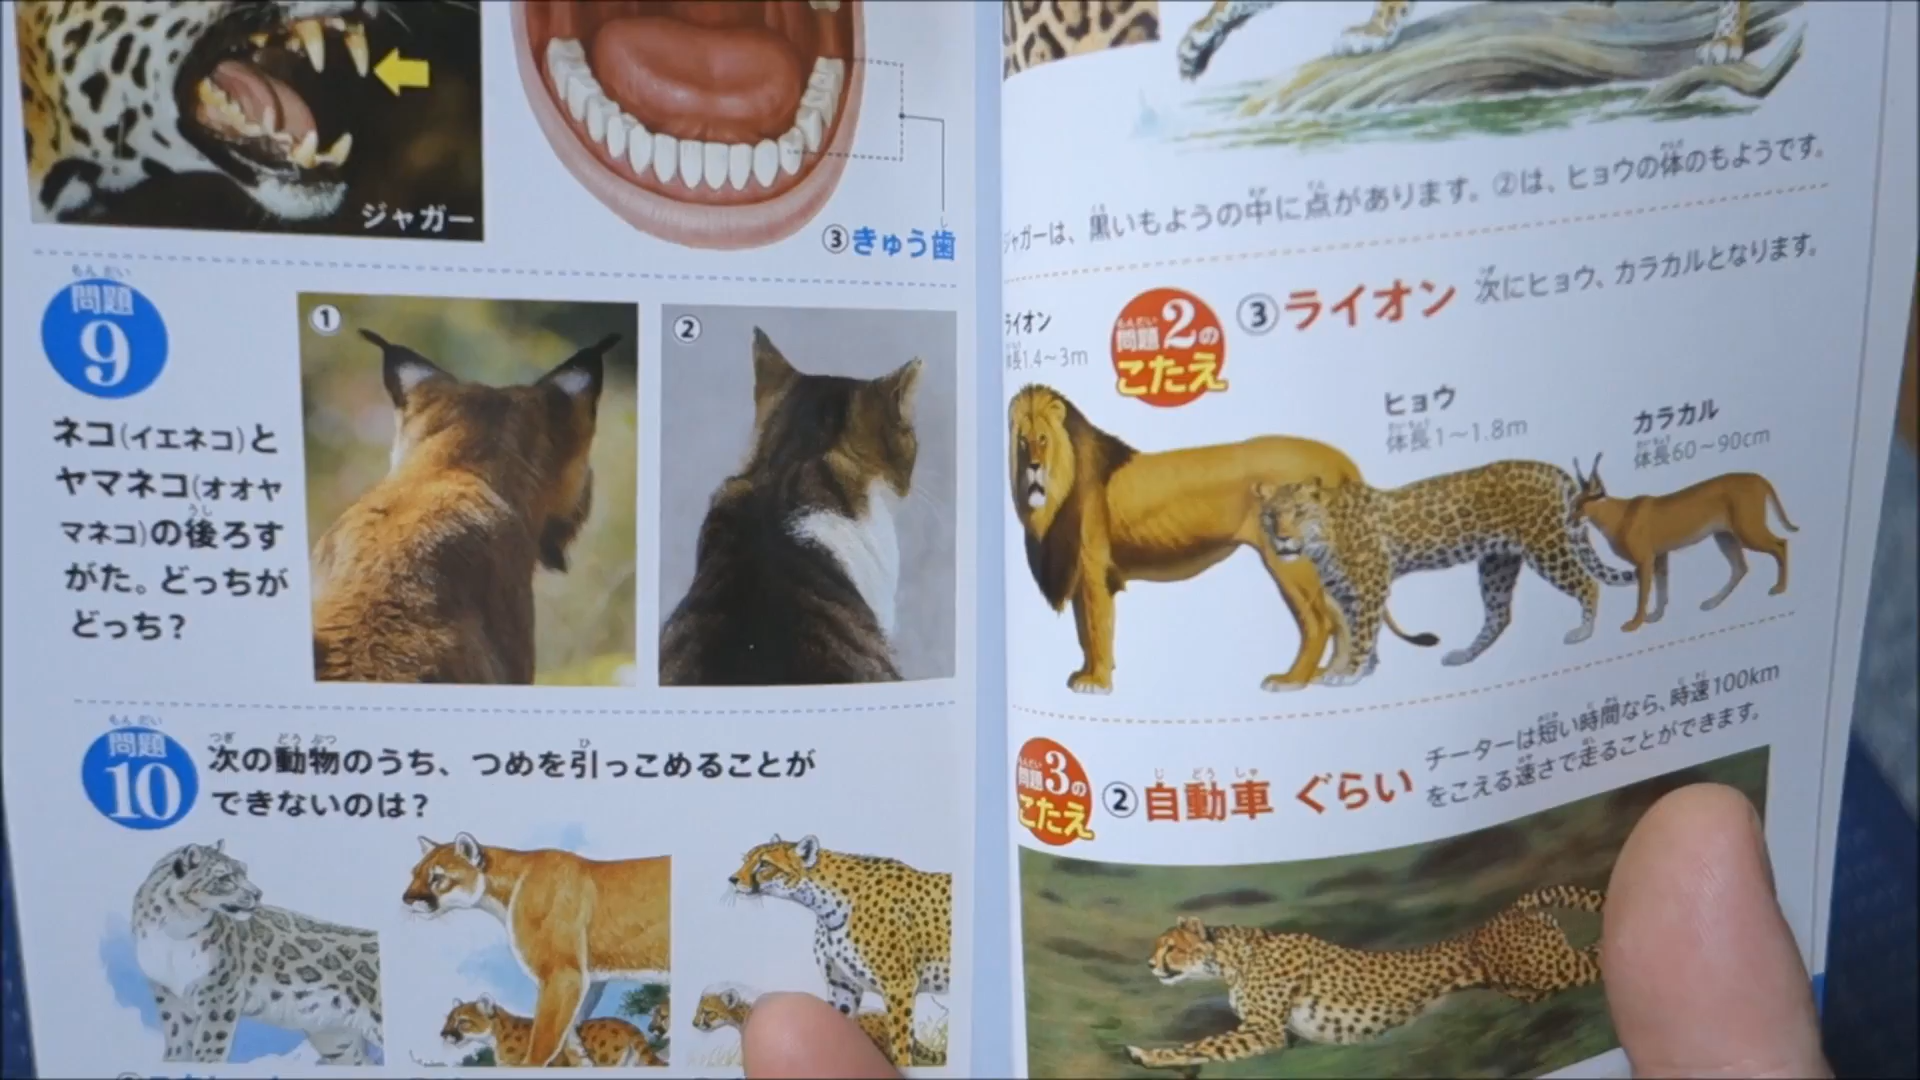 ジャガー
③きゅう歯
問題
9
①
②
ネコ(イエネコ)と
ヤマネコ(オオヤ
マネコ)の後ろす
がた。どっちが
どっち?
問題
10
次の動物のうち、つめを引っこめることが
できないのは?
ジャガーは、黒いもようの中に点があります。②は、ヒョウの体のもようです。
ライオン
体長1.4〜3m
問題2の
こたえ
③ライオン 次にヒョウ、カラカルとなります。
ヒョウ
体長1〜1.8m
カラカル
体長60〜90cm
問題3の
こたえ
②自動車 ぐらい
チーターは短い時間なら、時速100km
をこえる速さで走ることができます。